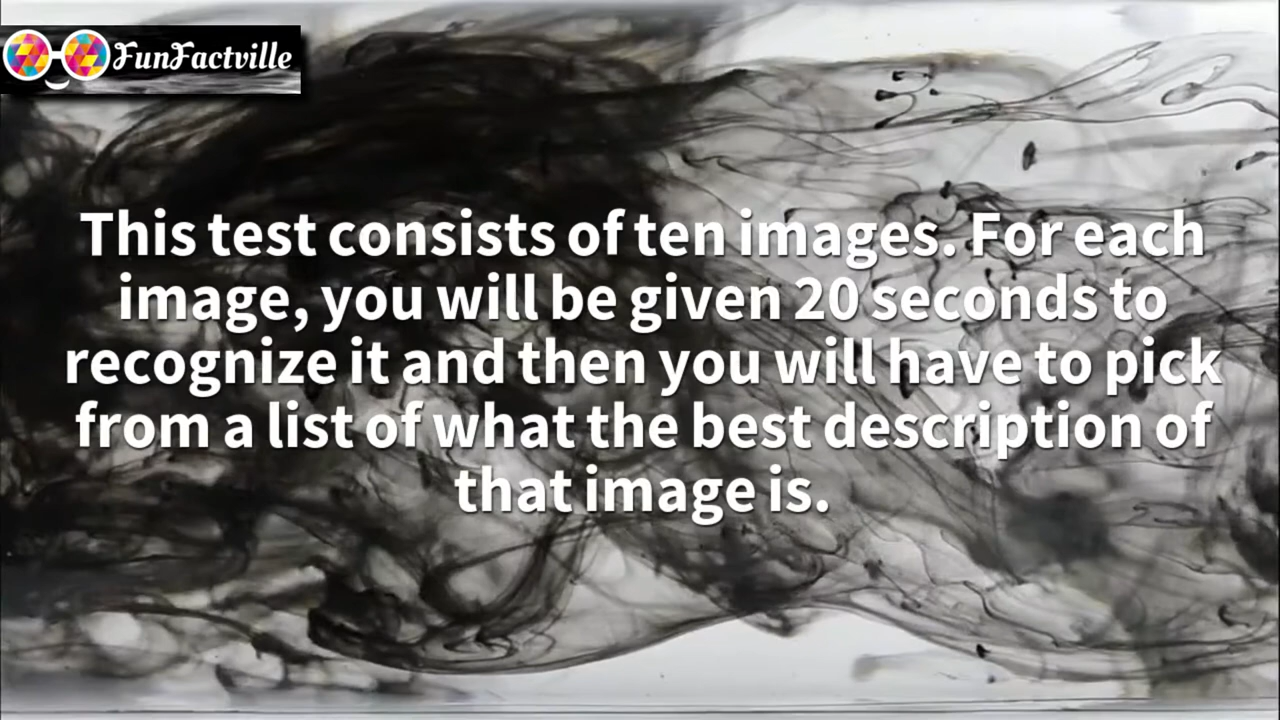 FunFactville
This test consists of ten images. For each
image, you will be given 20 seconds to
recognize it and then you will have to pick
from a list of what the best description of
that image is.